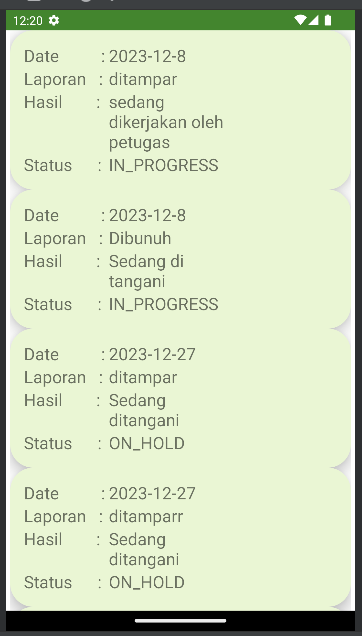 12:20
Date : 2023-12-8
Laporan : ditampar
Hasil : sedang
dikerjakan oleh
petugas
Status : IN_PROGRESS
Date : 2023-12-8
Laporan : Dibunuh
Hasil : Sedang di
tangani
Status : IN_PROGRESS
Date : 2023-12-27
Laporan : ditampar
Hasil : Sedang
ditangani
Status : ON_HOLD
Date : 2023-12-27
Laporan : ditamparr
Hasil : Sedang
ditangani
Status : ON_HOLD